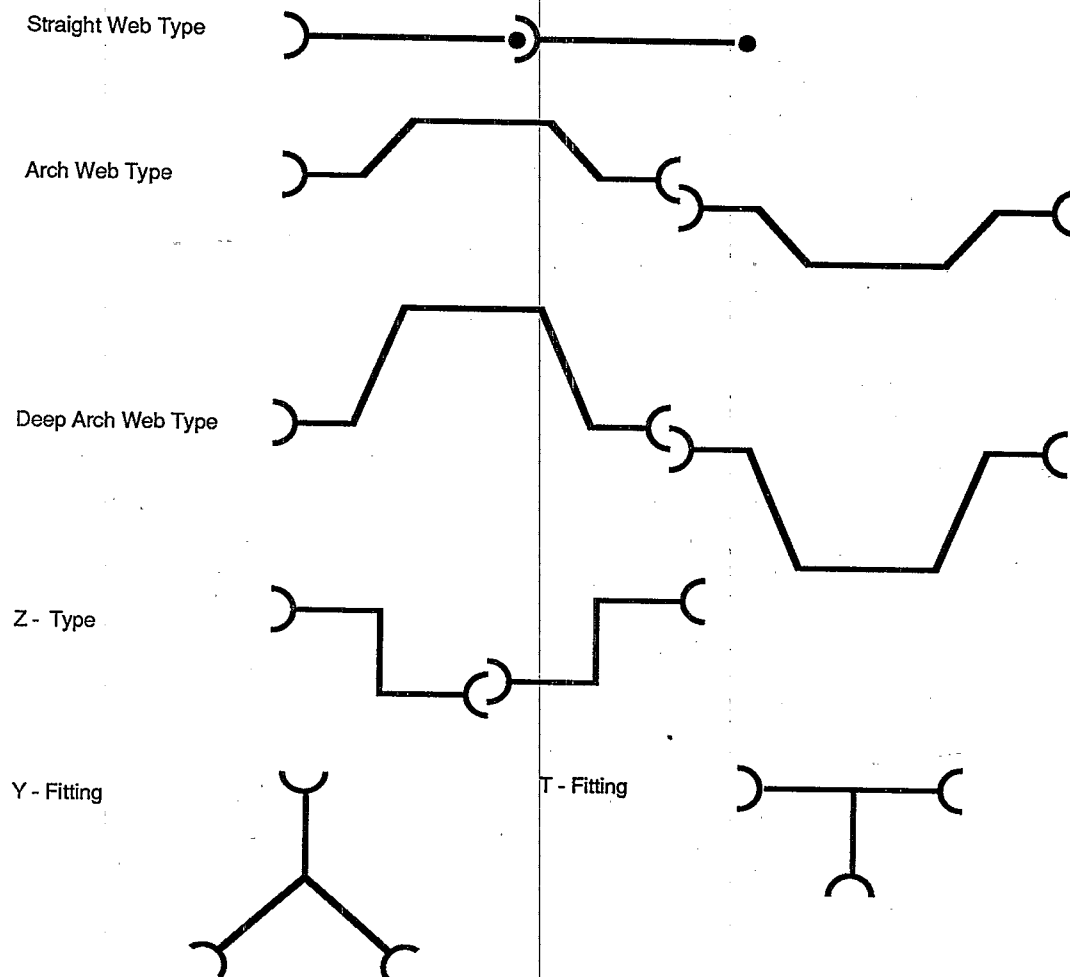 Straight Web Type
Arch Web Type
Deep Arch Web Type
Z - Type
Y - Fitting
T - Fitting